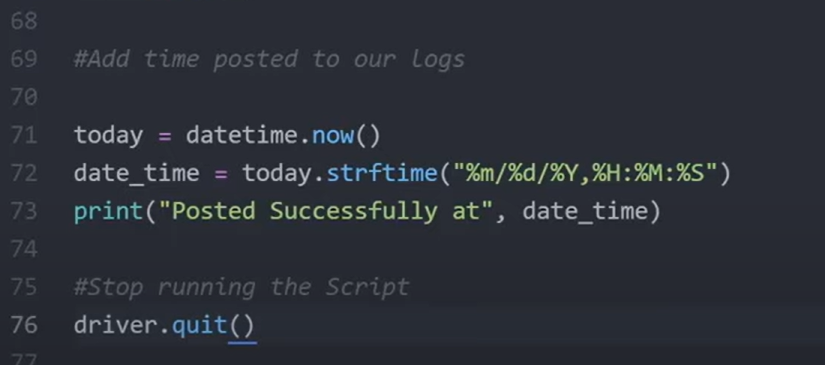 68
69 #Add time posted to our logs
70
71 today = datetime.now()
72 date_time = today.strftime("%m/%d/%Y,%H:%M:%S")
73 print("Posted Successfully at", date_time)
74
75 #Stop running the Script
76 driver.quit()
77